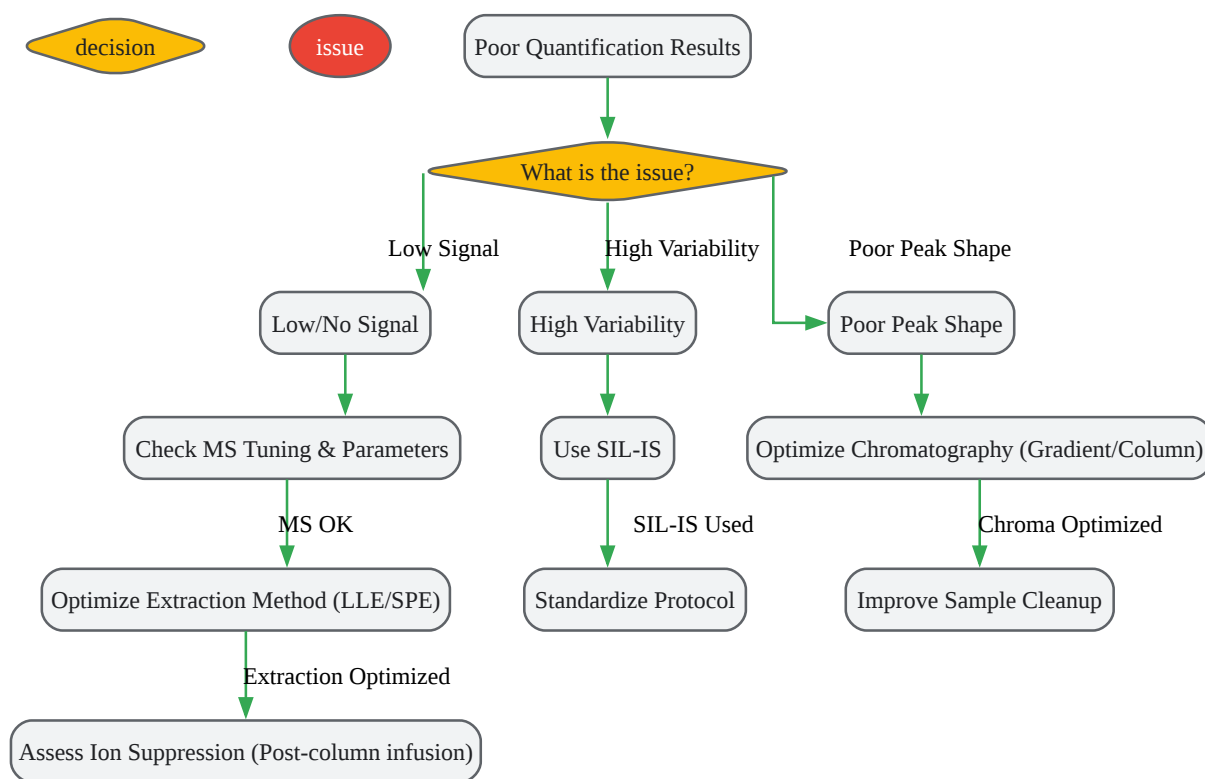 decision
issue
Poor Quantification Results
What is the issue?
Low Signal
High Variability
Poor Peak Shape
Low/No Signal
High Variability
Poor Peak Shape
Check MS Tuning & Parameters
Use SIL-IS
Optimize Chromatography (Gradient/Column)
MS OK
SIL-IS Used
Chroma Optimized
Optimize Extraction Method (LLE/SPE)
Standardize Protocol
Improve Sample Cleanup
Extraction Optimized
Assess Ion Suppression (Post-column infusion)